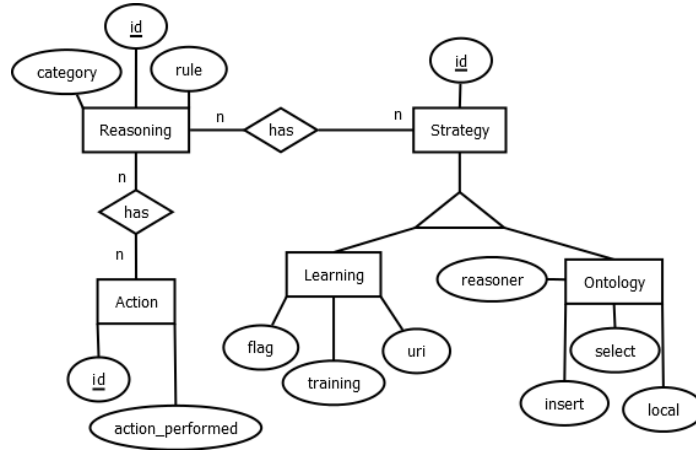 id
id
category
rule
Reasoning
n
has
n
Strategy
n
has
n
Action
Learning
reasoner
Ontology
flag
uri
select
id
training
insert
local
action_performed